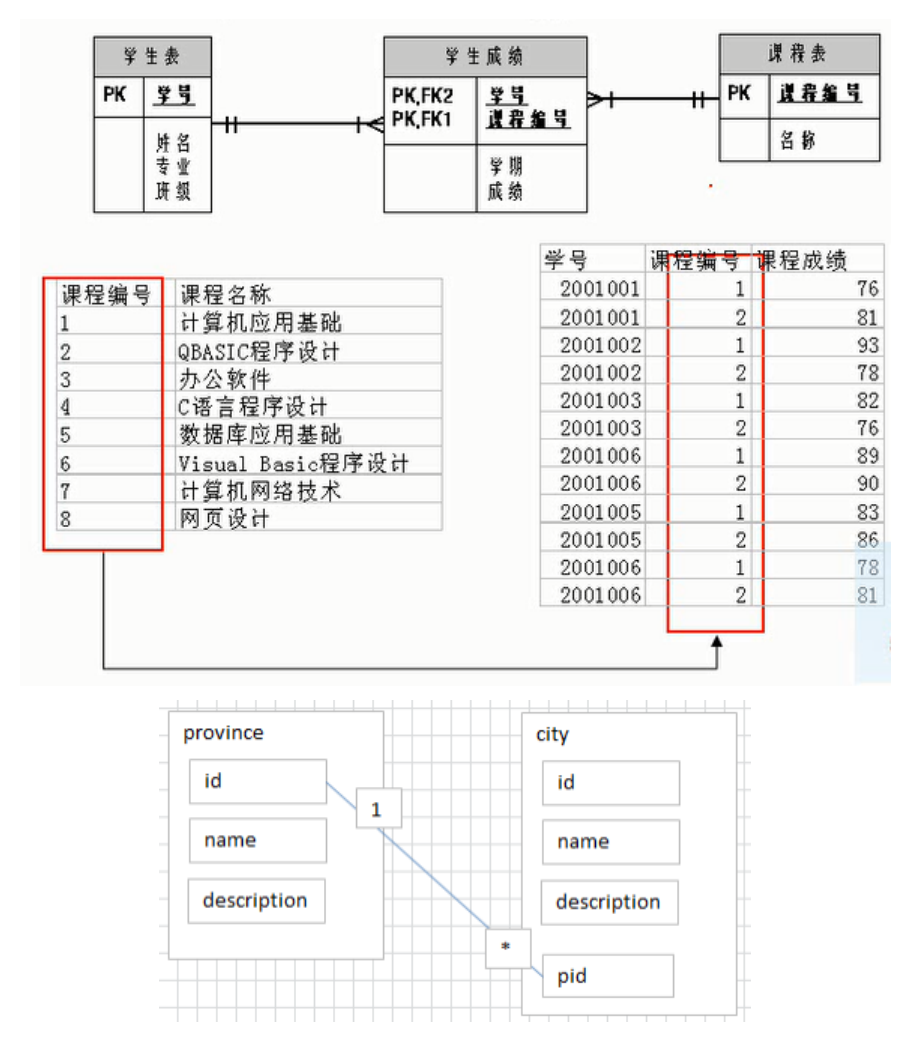 学生表
PK 学号
姓名
专业
班级
学生成绩
PK,FK2 学号
PK,FK1 课程编号
学期
成绩
课程表
PK 课程编号
名称
课程编号 课程名称
1 计算机应用基础
2 QBASIC程序设计
3 办公软件
4 C语言程序设计
5 数据库应用基础
6 Visual Basic程序设计
7 计算机网络技术
8 网页设计
学号 课程编号 课程成绩
2001001 1 76
2001001 2 81
2001002 1 93
2001002 2 78
2001003 1 82
2001003 2 76
2001006 1 89
2001006 2 90
2001005 1 83
2001005 2 86
2001006 1 78
2001006 2 81
province
id
name
description
1
*
city
id
name
description
pid